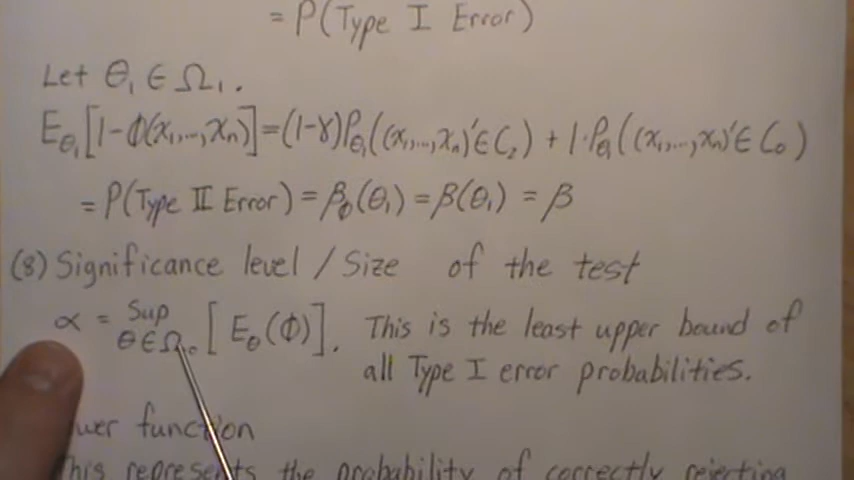 = P(Type I Error)
Let θ₁ ∈ Ω₁.
E_θ₁[1-ϕ(x₁,...,xₙ)] = (1-γ)P_θ₁((x₁,...,xₙ)'∈C₂) + 1·P_θ₁((x₁,...,xₙ)'∈C₀)
= P(Type II Error) = β_ϕ(θ₁) = β(θ₁) = β
(8) Significance level / Size of the test
α = Sup θ∈Ω₀ [E_θ(ϕ)]. This is the least upper bound of
all Type I error probabilities.
function
This represents the probability of correctly rejecting